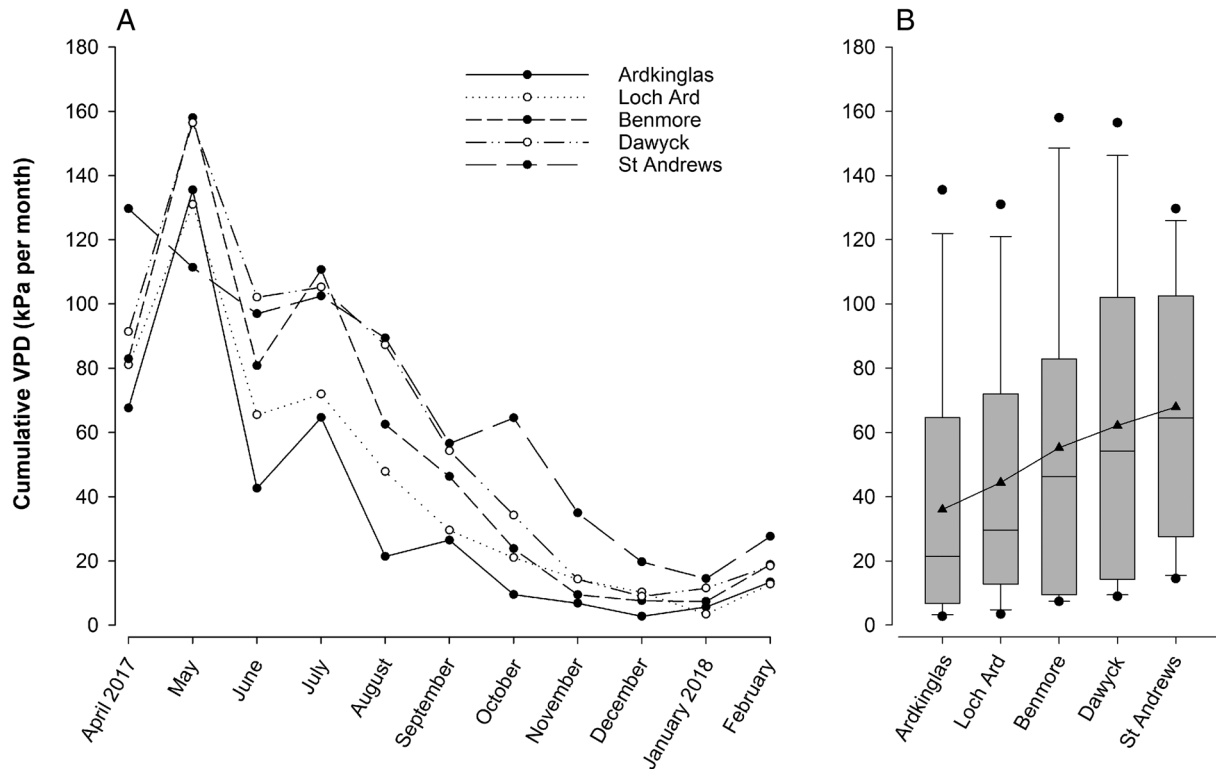 A
Cumulative VPD (kPa per month)
180
160
140
120
100
80
60
40
20
0
Ardkinglas
Loch Ard
Benmore
Dawyck
St Andrews
April 2017
May
June
July
August
September
October
November
December
January 2018
February
B
180
160
140
120
100
80
60
40
20
0
Ardkinglas
Loch Ard
Benmore
Dawyck
St Andrews